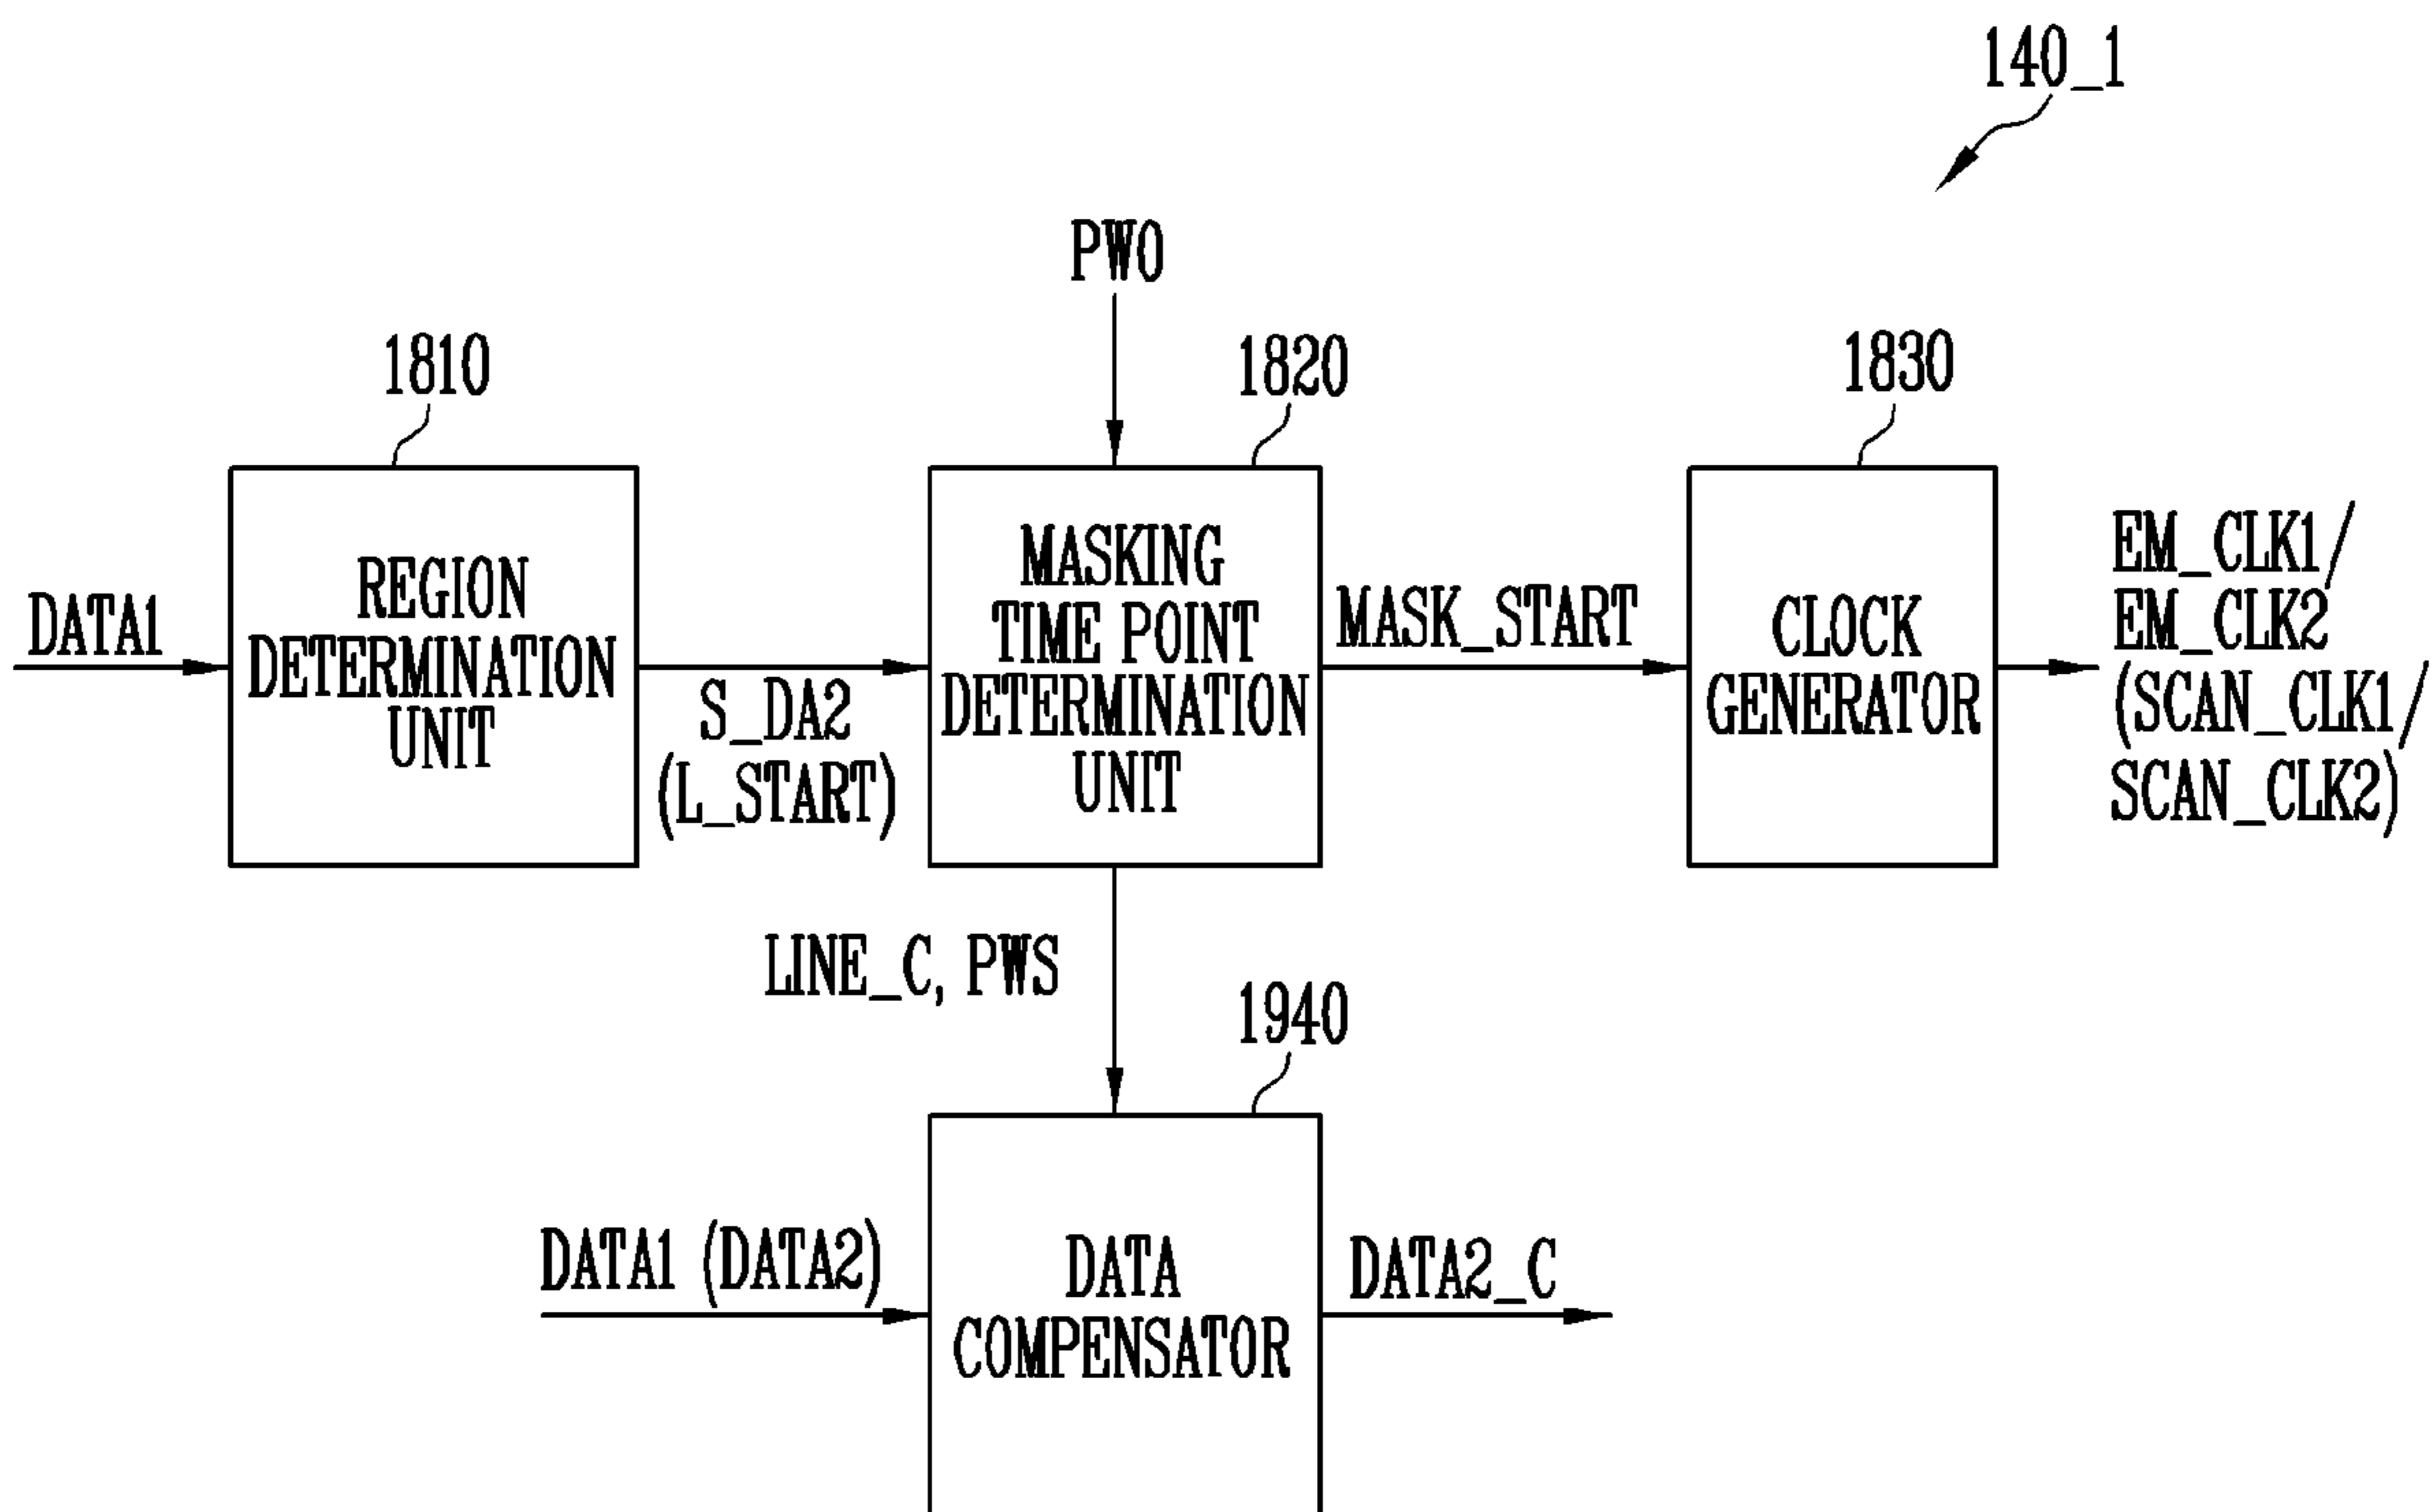 140_1
PWO
1810
1820
1830
DATA1
REGION
DETERMINATION
UNIT
S_DA2
(L_START)
MASKING
TIME POINT
DETERMINATION
UNIT
MASK_START
CLOCK
GENERATOR
EM_CLK1/
EM_CLK2
(SCAN_CLK1/
SCAN_CLK2)
LINE_C, PWS
1940
DATA1 (DATA2)
DATA
COMPENSATOR
DATA2_C